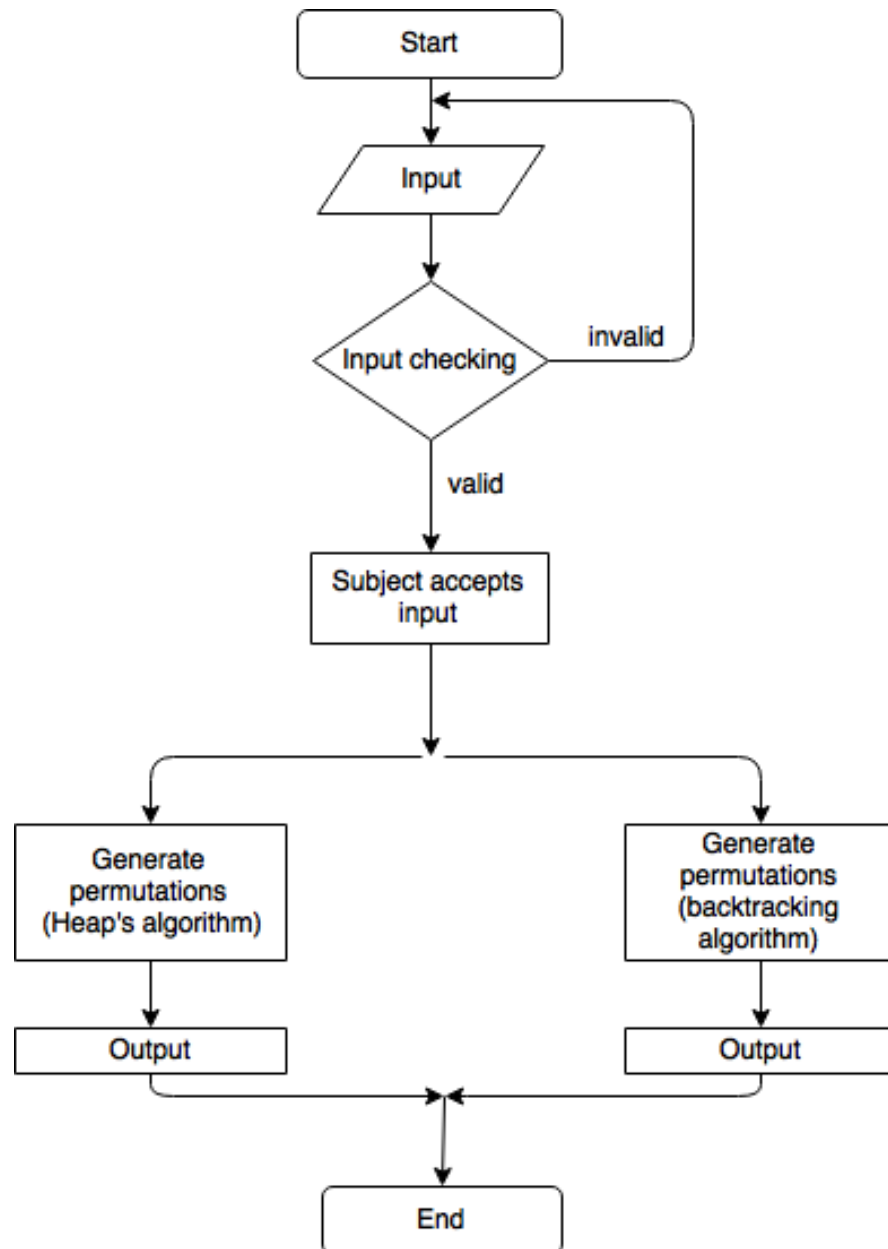 Start
Input
Input checking
invalid
valid
Subject accepts
input
Generate
permutations
(Heap's algorithm)
Generate
permutations
(backtracking
algorithm)
Output
Output
End